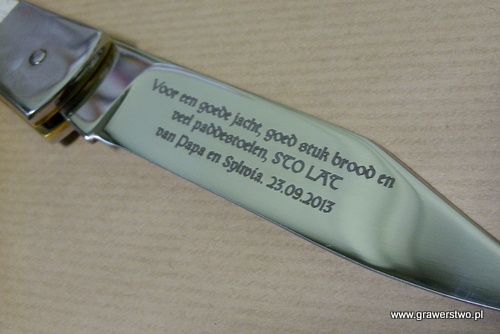 Voor een goede jacht, goed stuk brood en
veel paddestoelen, STO LAT
van Papa en Sylwia. 23.09.2013
www.grawerstwo.pl